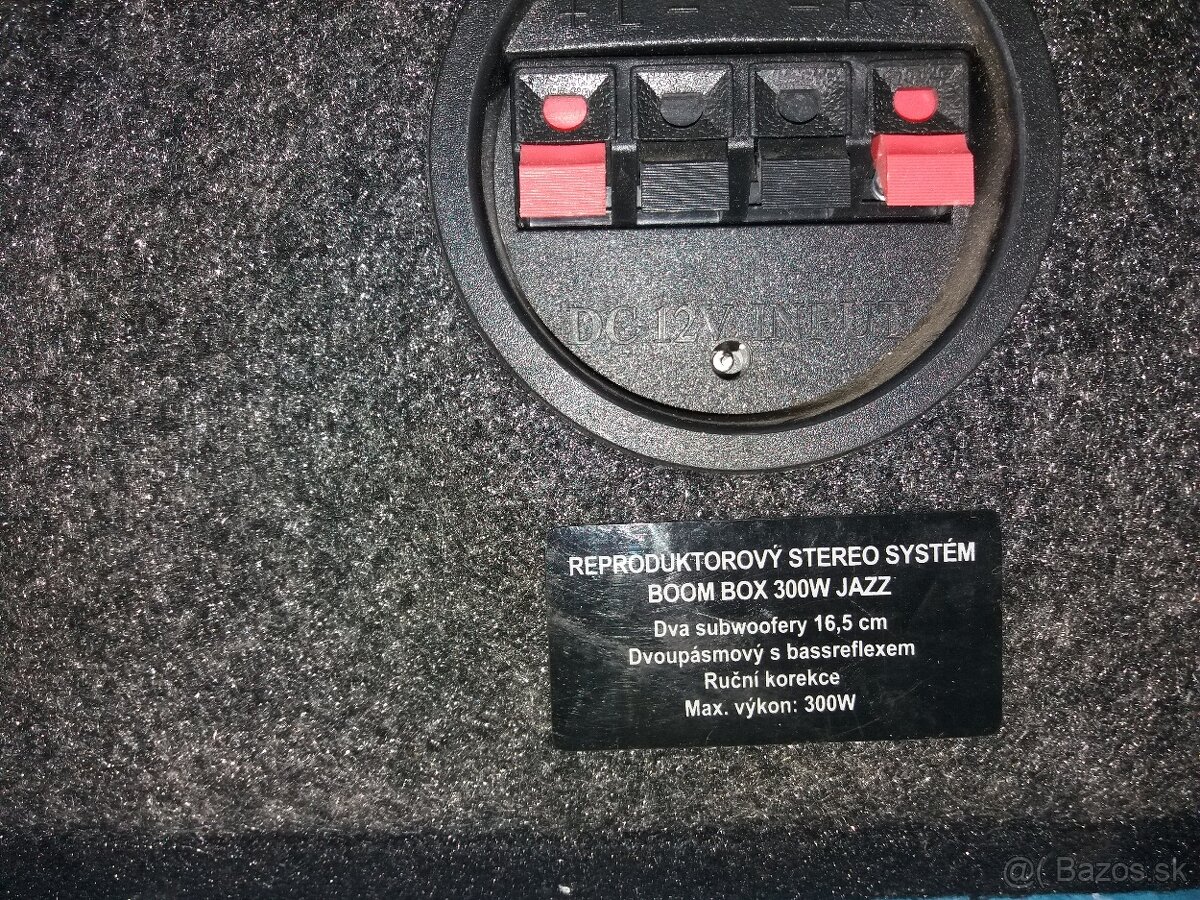 + L - - R +
DC 12V INPUT
REPRODUKTOROVÝ STEREO SYSTÉM
BOOM BOX 300W JAZZ
Dva subwoofery 16,5 cm
Dvoupásmový s bassreflexem
Ruční korekce
Max. výkon: 300W
@( Bazos.sk